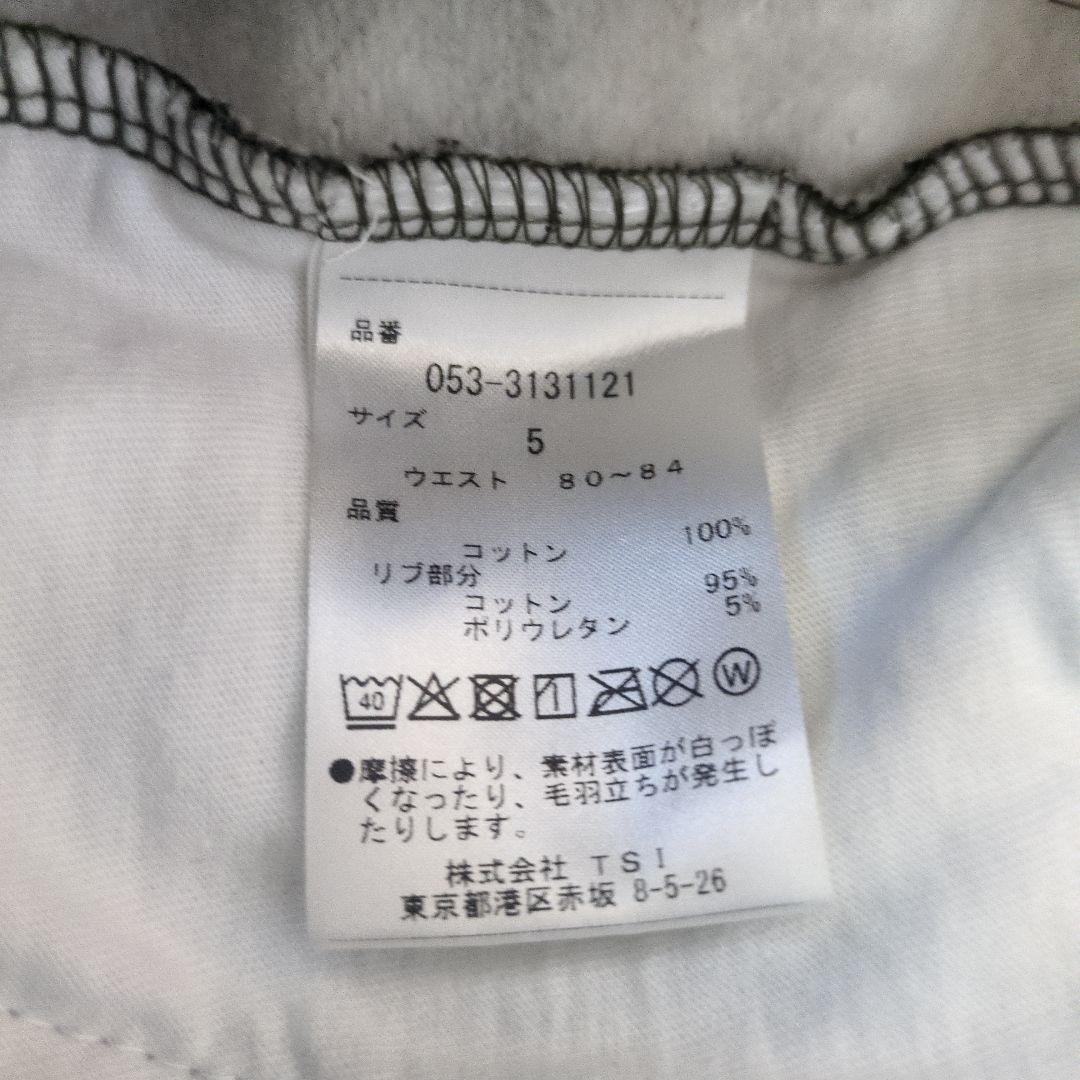 品番
053-3131121
サイズ
5
ウエスト 80～84
品質
コットン 100%
リブ部分
コットン 95%
ポリウレタン 5%
40 W
●摩擦により、素材表面が白っぽ
くなったり、毛羽立ちが発生し
たりします。
株式会社 TSI
東京都港区赤坂 8-5-26